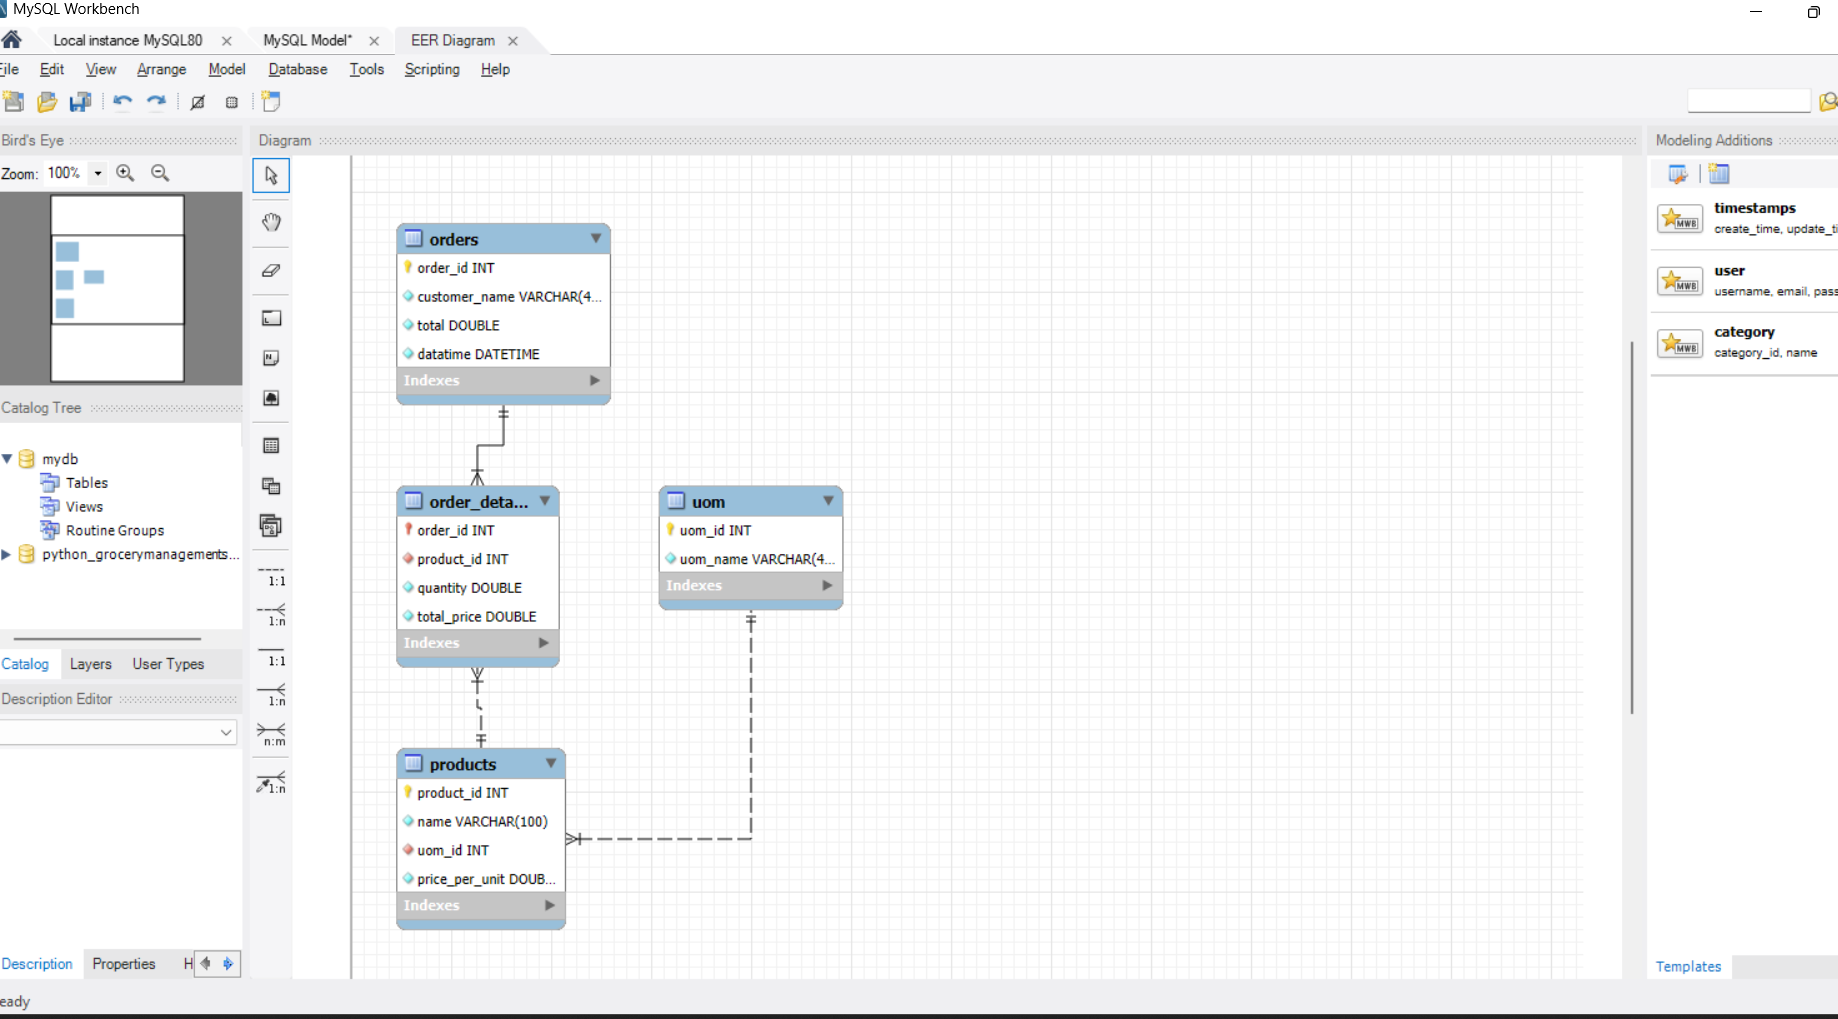 MySQL Workbench
Local instance MySQL80
MySQL Model*
EER Diagram
File Edit View Arrange Model Database Tools Scripting Help
Bird's Eye
Zoom: 100%
Catalog Tree
mydb
Tables
Views
Routine Groups
python_grocerymanagements...
Catalog Layers User Types
Description Editor
Description Properties H
eady
Diagram
1:1
1:n
1:1
1:n
n:m
1:n
orders
order_id INT
customer_name VARCHAR(4...
total DOUBLE
datatime DATETIME
Indexes
order_deta...
order_id INT
product_id INT
quantity DOUBLE
total_price DOUBLE
Indexes
uom
uom_id INT
uom_name VARCHAR(4...
Indexes
products
product_id INT
name VARCHAR(100)
uom_id INT
price_per_unit DOUB...
Indexes
Modeling Additions
MWB
timestamps
create_time, update_ti
MWB
user
username, email, pass
MWB
category
category_id, name
Templates